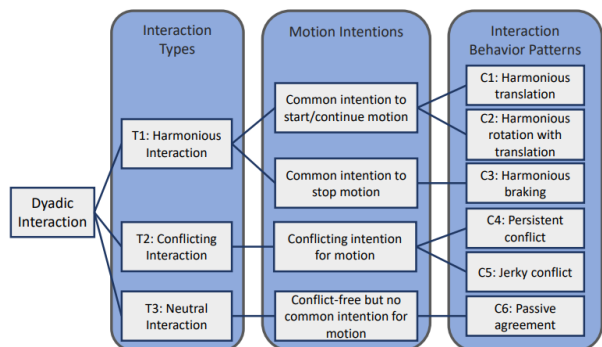 Interaction
Types
Motion Intentions
Interaction
Behavior Patterns
Dyadic
Interaction
T1: Harmonious
Interaction
T2: Conflicting
Interaction
T3: Neutral
Interaction
Common intention to
start/continue motion
Common intention to
stop motion
Conflicting intention
for motion
Conflict-free but no
common intention for
motion
C1: Harmonious
translation
C2: Harmonious
rotation with
translation
C3: Harmonious
braking
C4: Persistent
conflict
C5: Jerky conflict
C6: Passive
agreement